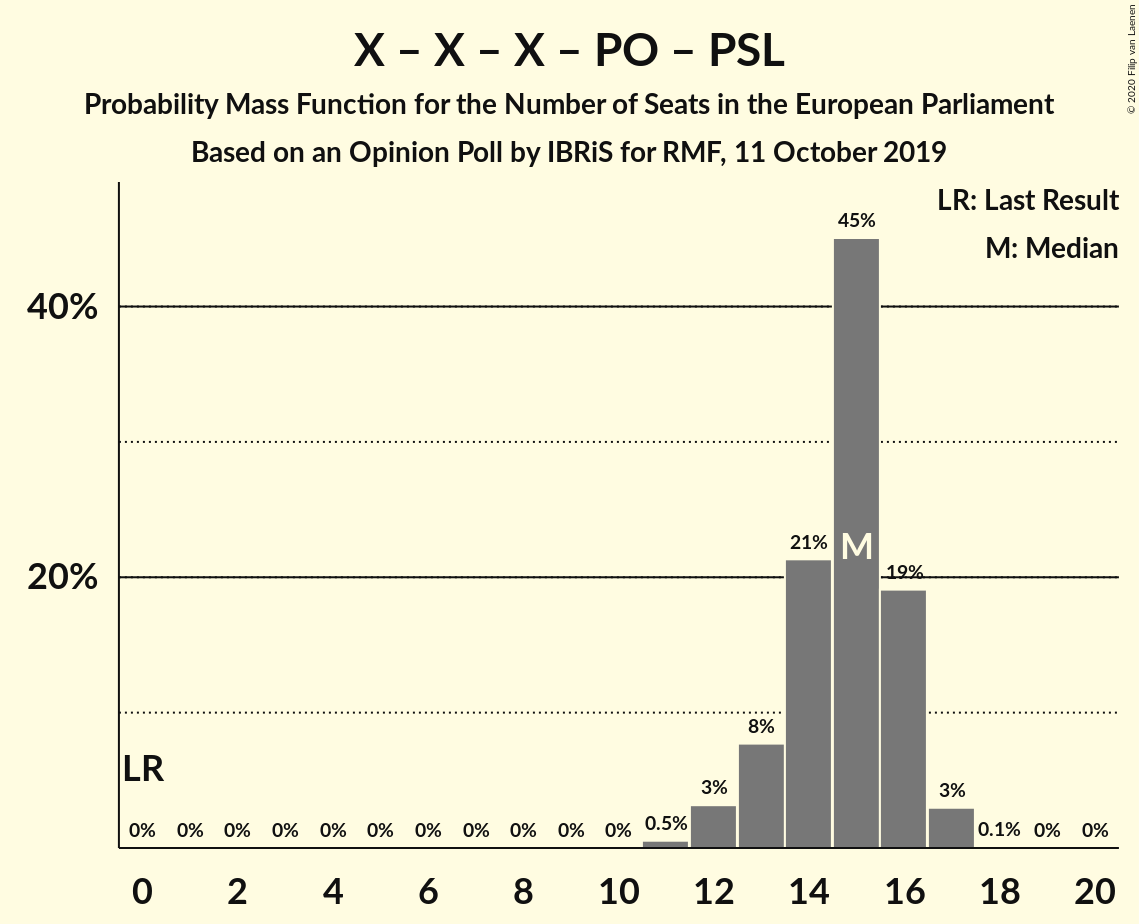 X – X – X – PO – PSL
Probability Mass Function for the Number of Seats in the European Parliament
Based on an Opinion Poll by IBRiS for RMF, 11 October 2019
© 2020 Filip van Laenen
LR: Last Result
M: Median
40%
20%
45%
21%
M
19%
8%
LR
3%
3%
0% 0% 0% 0% 0% 0% 0% 0% 0% 0% 0% 0.5% 0.1% 0% 0%
0 2 4 6 8 10 12 14 16 18 20